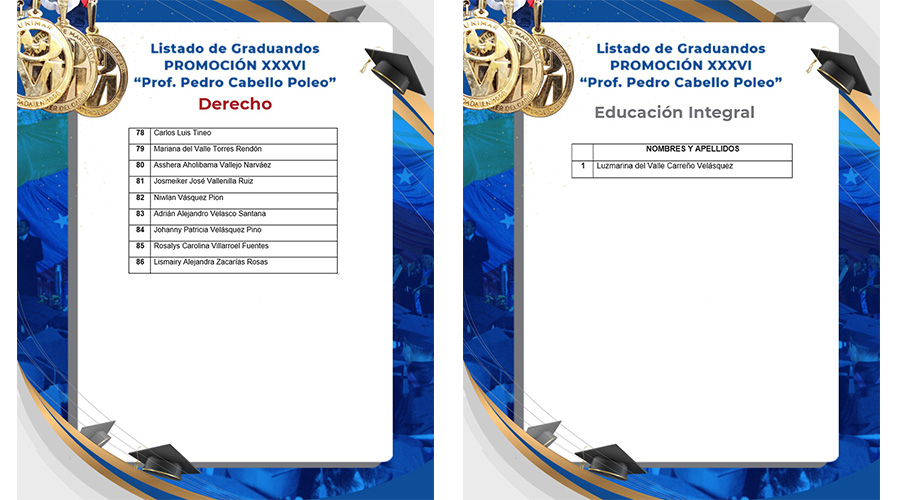 Listado de Graduandos
PROMOCIÓN XXXVI
“Prof. Pedro Cabello Poleo”
Derecho
78 Carlos Luis Tineo
79 Mariana del Valle Torres Rendón
80 Asshera Aholibama Vallejo Narváez
81 Josmeiker José Vallenilla Ruiz
82 Niwlan Vásquez Pion
83 Adrián Alejandro Velasco Santana
84 Johanny Patricia Velásquez Pino
85 Rosalys Carolina Villarroel Fuentes
86 Lismairy Alejandra Zacarías Rosas
Listado de Graduandos
PROMOCIÓN XXXVI
“Prof. Pedro Cabello Poleo”
Educación Integral
NOMBRES Y APELLIDOS
1 Luzmarina del Valle Carreño Velásquez